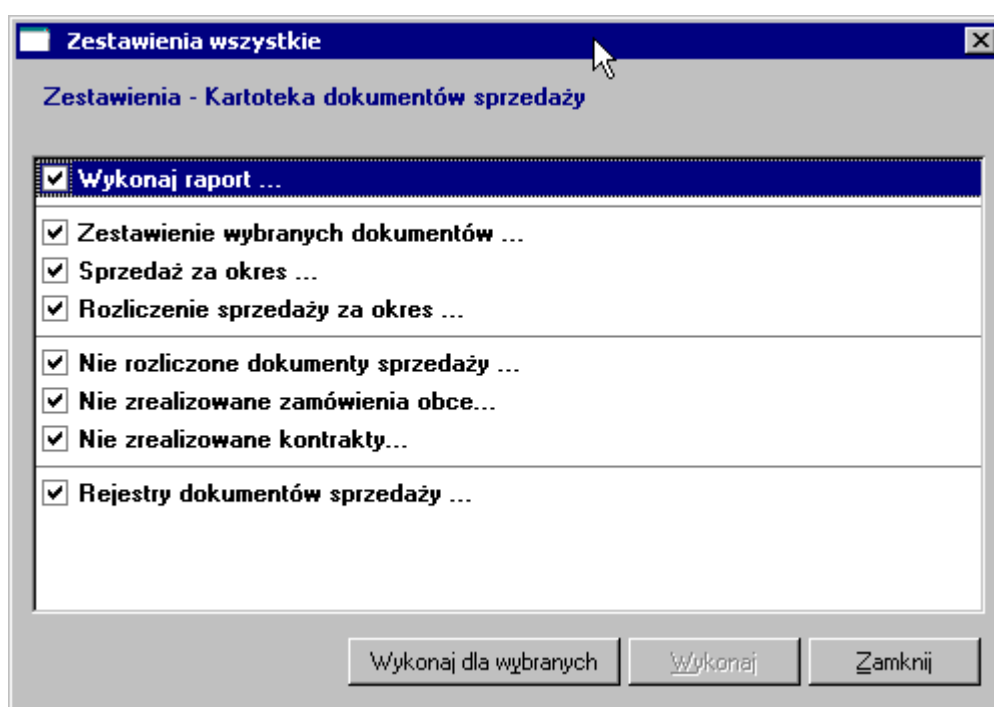 Zestawienia wszystkie
Zestawienia - Kartoteka dokumentów sprzedaży
Wykonaj raport ...
Zestawienie wybranych dokumentów ...
Sprzedaż za okres ...
Rozliczenie sprzedaży za okres ...
Nie rozliczone dokumenty sprzedaży ...
Nie zrealizowane zamówienia obce...
Nie zrealizowane kontrakty...
Rejestry dokumentów sprzedaży ...
Wykonaj dla wybranych Wykonaj Zamknij